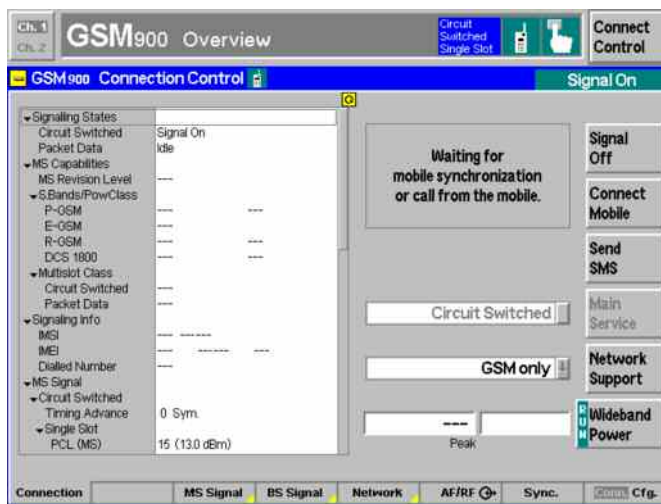 Ch. 1
Ch. 2
GSM900 Overview
Circuit
Switched
Single Slot
Connect
Control
GSM900 Connection Control
Signal On
G
Signalling States
Circuit Switched Signal On
Packet Data Idle
MS Capabilities
MS Revision Level ---
S.Bands/PowClass
P-GSM --- ---
E-GSM ---
R-GSM --- ---
DCS 1800 --- ---
Multislot Class
Circuit Switched ---
Packet Data ---
Signaling Info
IMSI --- --- ------
IMEI --- ------ ---
Dialled Number ---
MS Signal
Circuit Switched
Timing Advance 0 Sym.
Single Slot
PCL (MS) 15 (13.0 dBm)
Waiting for
mobile synchronization
or call from the mobile.
Circuit Switched
GSM only
---
Peak
Signal
Off
Connect
Mobile
Send
SMS
Main
Service
Network
Support
RUN
Wideband
Power
Connection MS Signal BS Signal Network AF/RF Sync. Conn. Cfg.